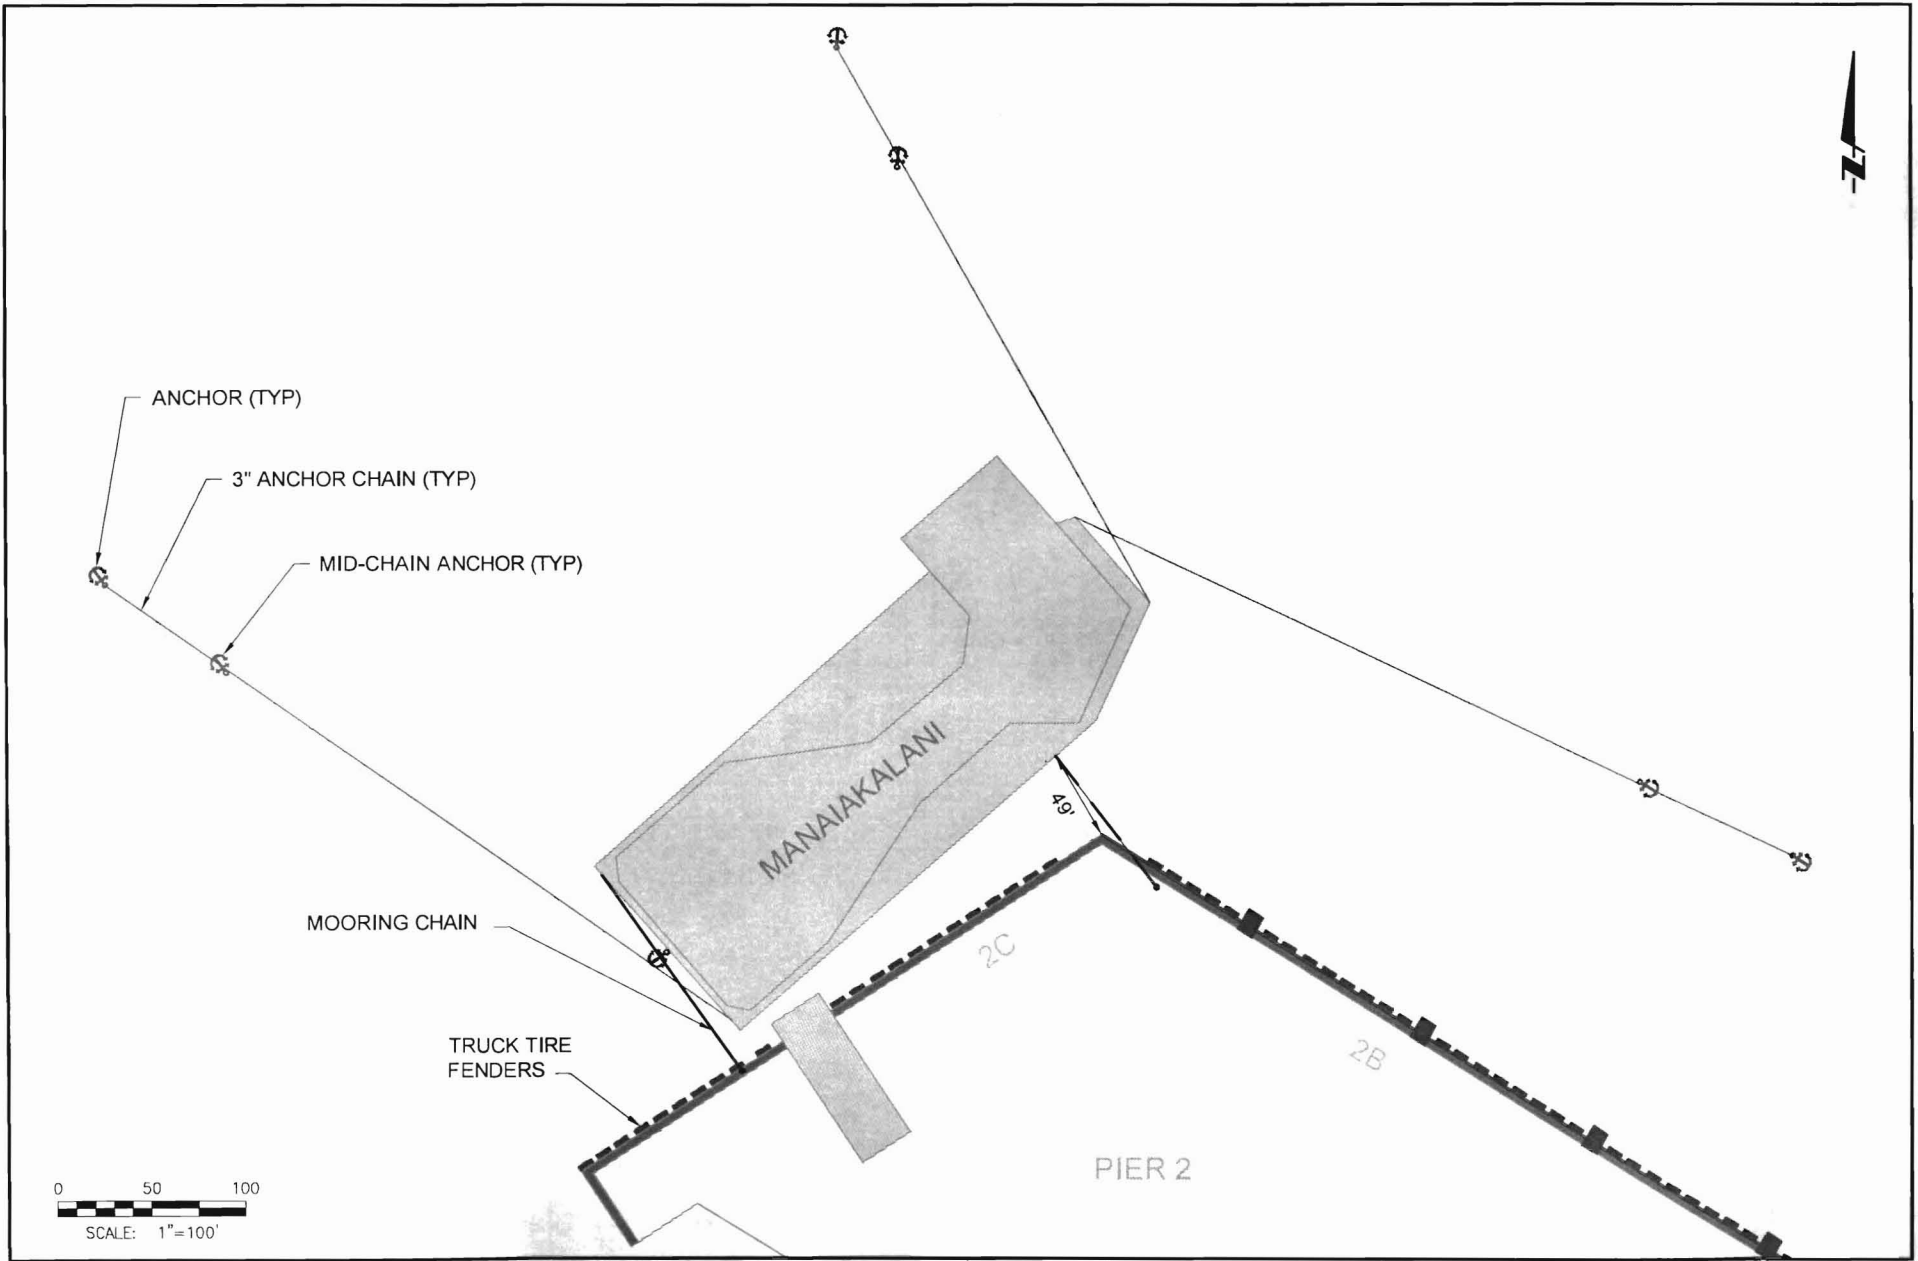 N
ANCHOR (TYP)
3" ANCHOR CHAIN (TYP)
MID-CHAIN ANCHOR (TYP)
MANAIAKALANI
49'
MOORING CHAIN
2C
TRUCK TIRE
FENDERS
2B
PIER 2
0 50 100
SCALE: 1"=100'